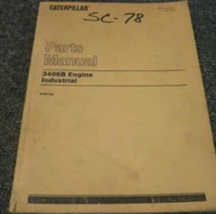 CATERPILLAR
SC-78
Parts
Manual
3406B Engine
Industrial